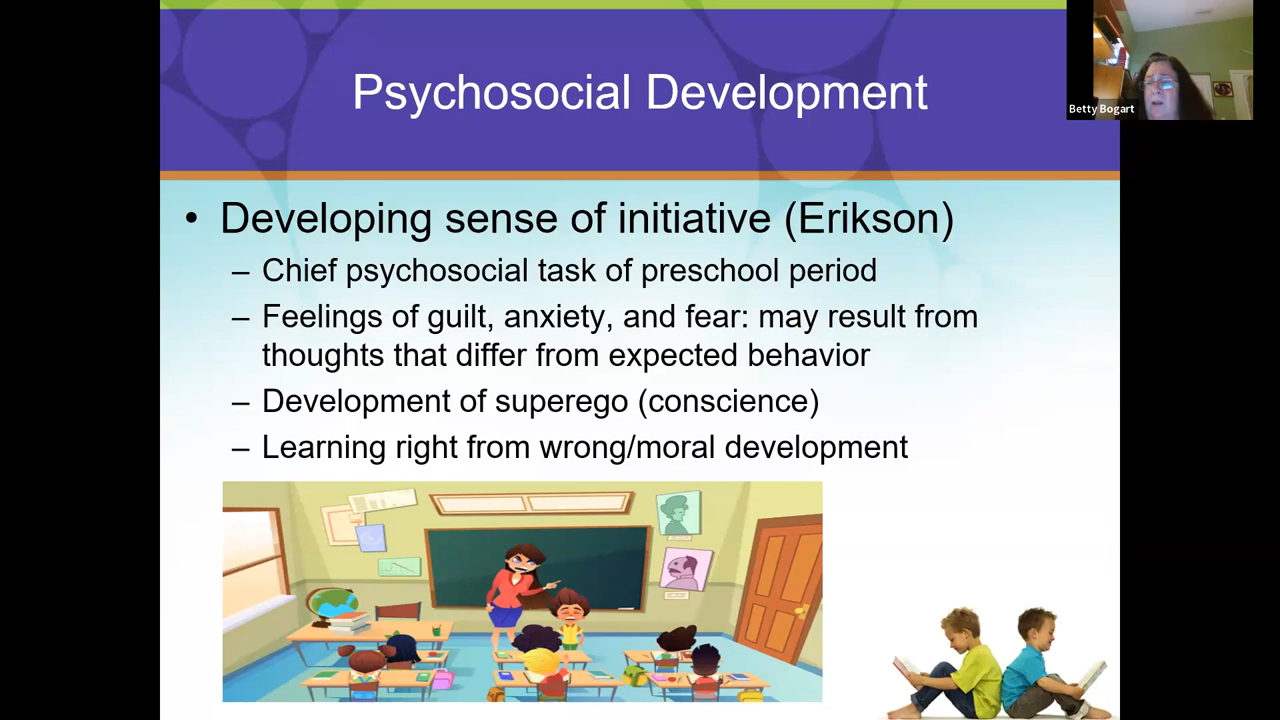 Psychosocial Development
Betty Bogart
• Developing sense of initiative (Erikson)
– Chief psychosocial task of preschool period
– Feelings of guilt, anxiety, and fear: may result from
thoughts that differ from expected behavior
– Development of superego (conscience)
– Learning right from wrong/moral development